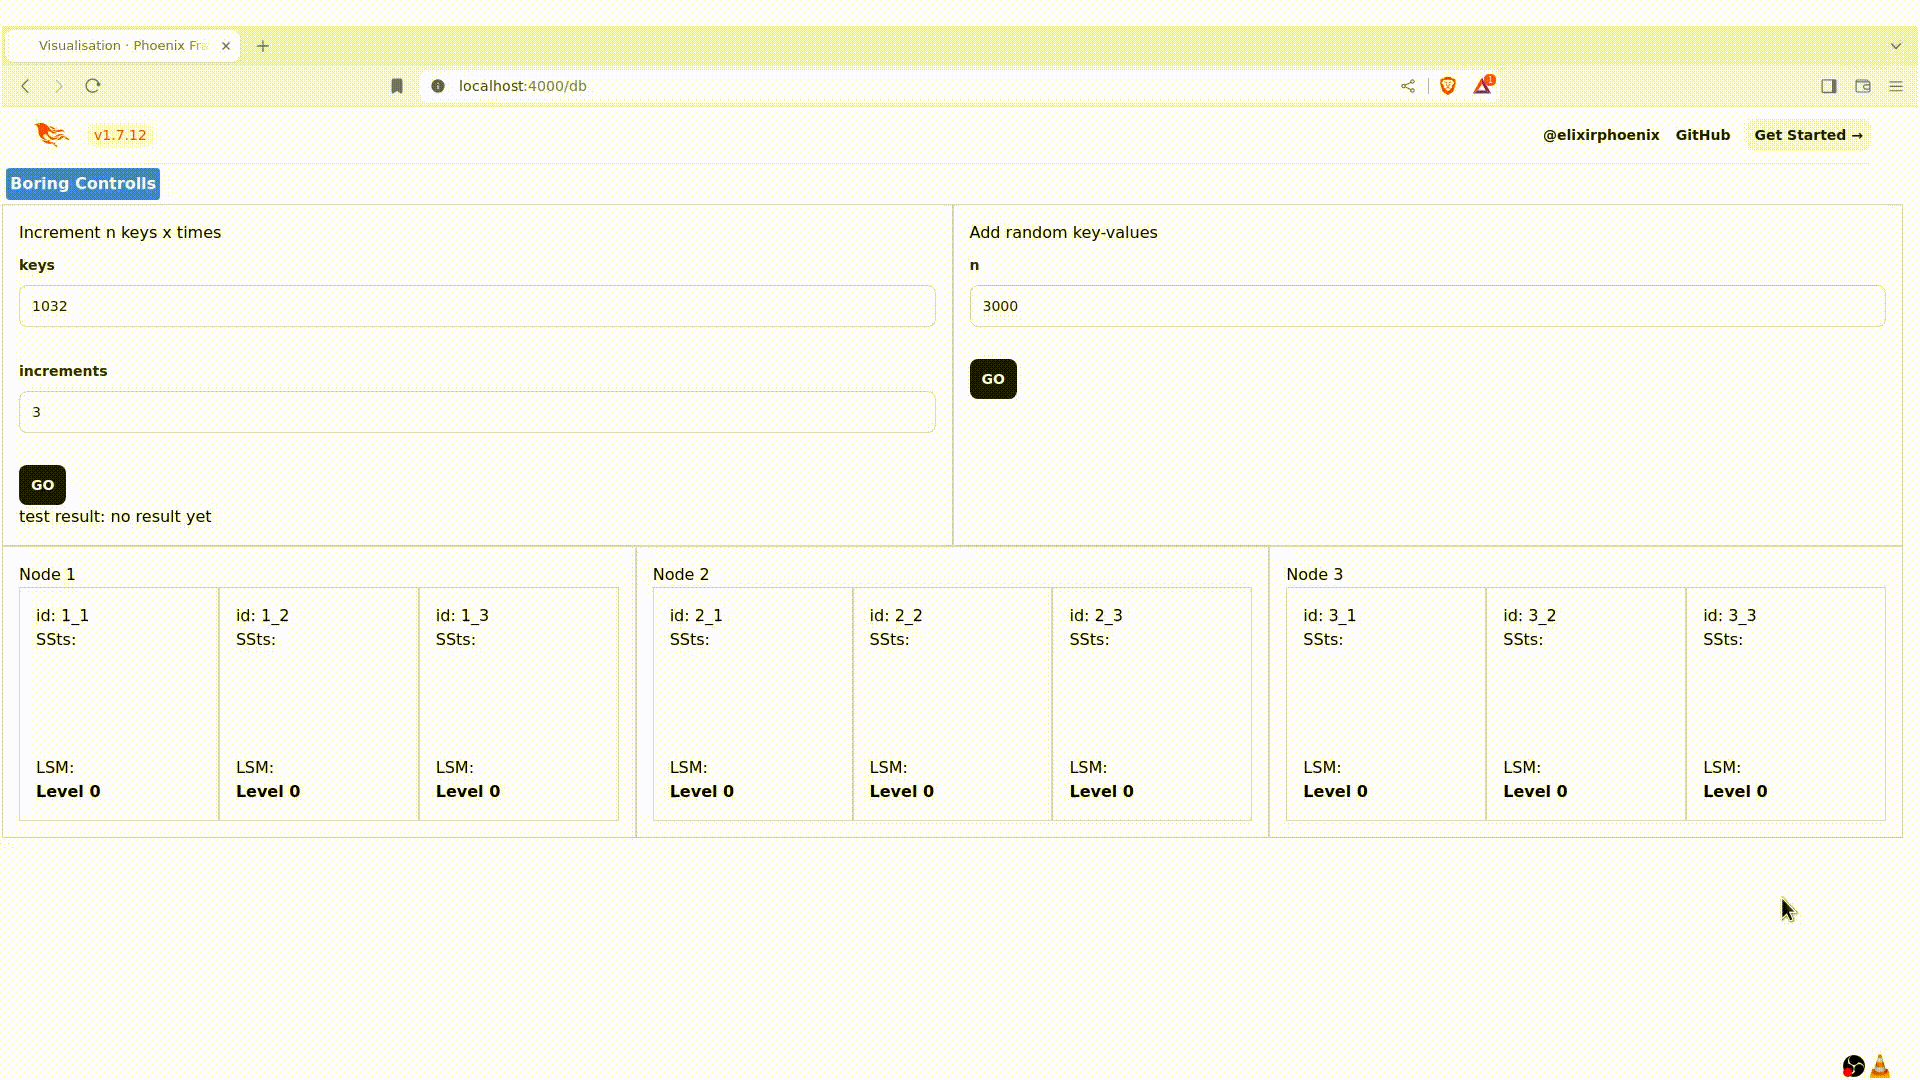 Visualisation · Phoenix Fra
localhost:4000/db
1
v1.7.12
@elixirphoenix GitHub Get Started →
Boring Controlls
Increment n keys x times
keys
1032
increments
3
GO
test result: no result yet
Add random key-values
n
3000
GO
Node 1
id: 1_1
SSts:
LSM:
Level 0
id: 1_2
SSts:
LSM:
Level 0
id: 1_3
SSts:
LSM:
Level 0
Node 2
id: 2_1
SSts:
LSM:
Level 0
id: 2_2
SSts:
LSM:
Level 0
id: 2_3
SSts:
LSM:
Level 0
Node 3
id: 3_1
SSts:
LSM:
Level 0
id: 3_2
SSts:
LSM:
Level 0
id: 3_3
SSts:
LSM:
Level 0